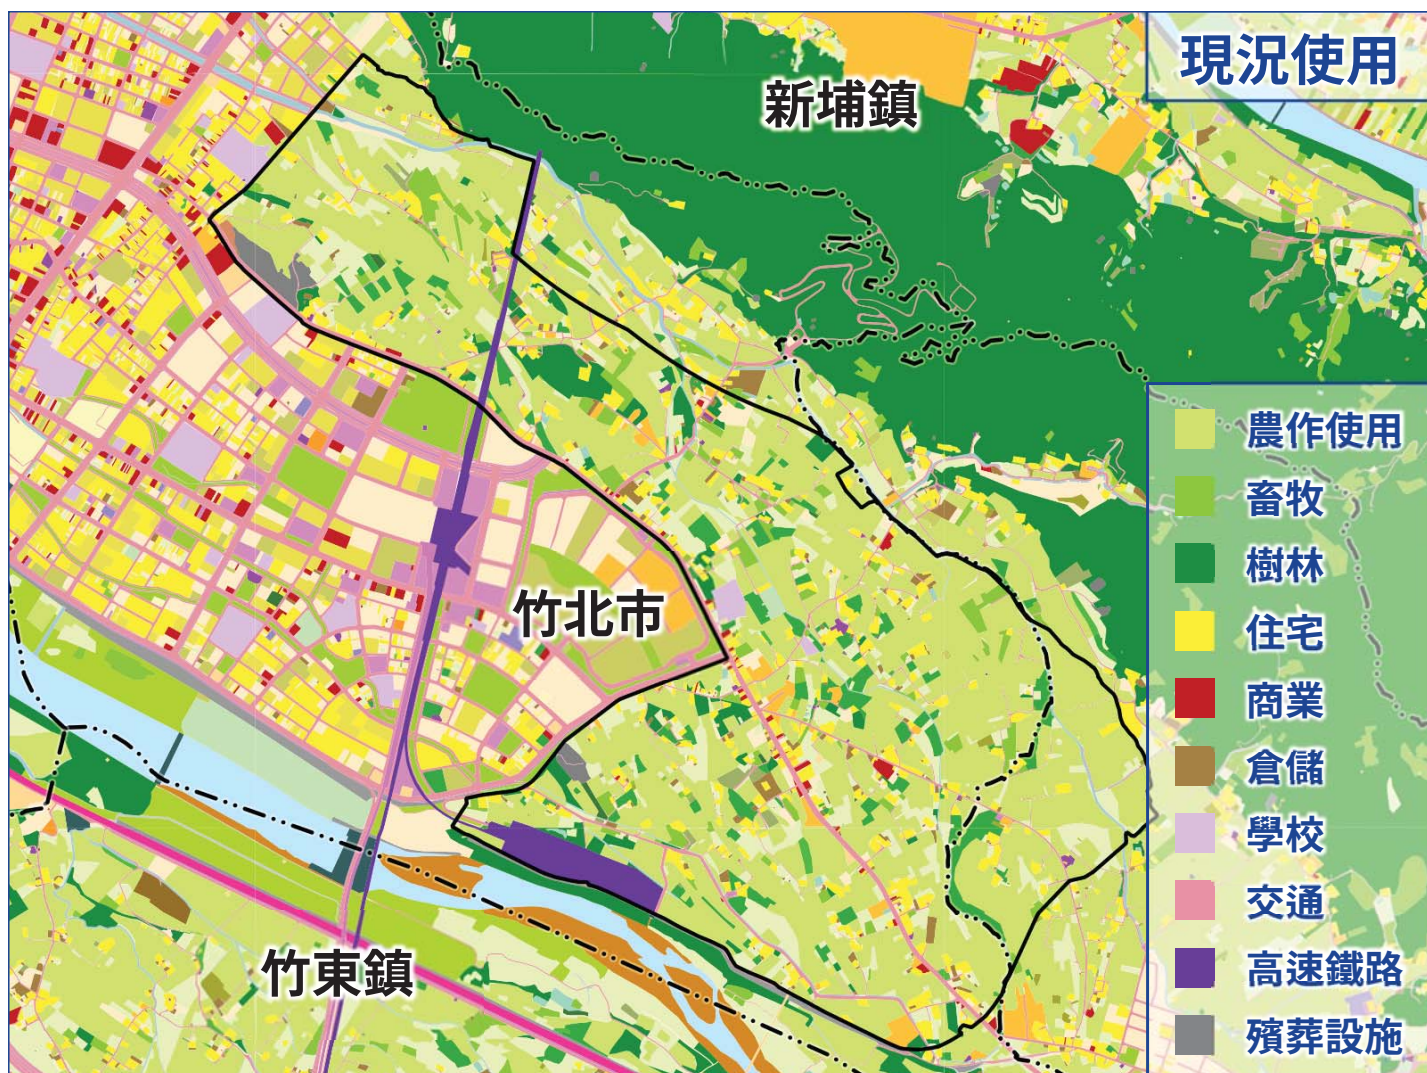 現況使用
新埔鎮
竹北市
竹東鎮
農作使用
畜牧
樹林
住宅
商業
倉儲
學校
交通
高速鐵路
殯葬設施